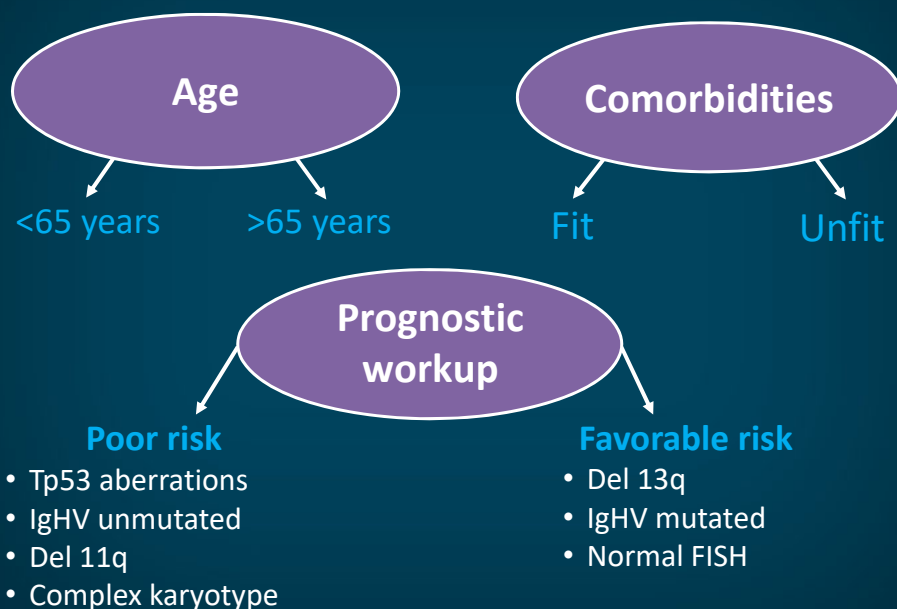 Age
Comorbidities
<65 years
>65 years
Fit
Unfit
Prognostic
workup
Poor risk
• Tp53 aberrations
• IgHV unmutated
• Del 11q
• Complex karyotype
Favorable risk
• Del 13q
• IgHV mutated
• Normal FISH